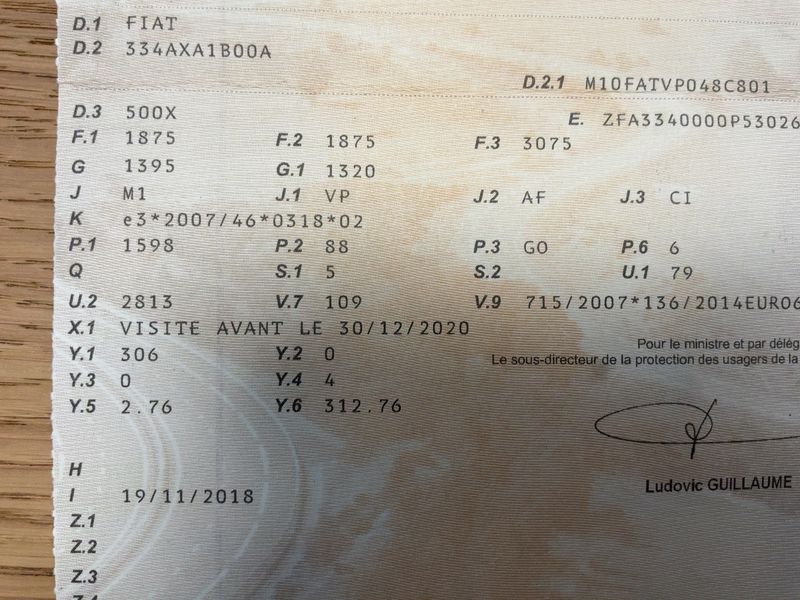 D.1 FIAT
D.2 334AXA1B00A
D.2.1 M10FATVP048C801
D.3 500X
E. ZFA3340000P53026
F.1 1875 F.2 1875 F.3 3075
G 1395 G.1 1320
J M1 J.1 VP J.2 AF J.3 CI
K e3*2007/46*0318*02
P.1 1598 P.2 88 P.3 GO P.6 6
Q S.1 5 S.2 U.1 79
U.2 2813 V.7 109 V.9 715/2007*136/2014EURO6
X.1 VISITE AVANT LE 30/12/2020
Y.1 306 Y.2 0
Y.3 0 Y.4 4
Y.5 2.76 Y.6 312.76
Pour le ministre et par délég
Le sous-directeur de la protection des usagers de la
Ludovic GUILLAUME
H
I 19/11/2018
Z.1
Z.2
Z.3
Z.4